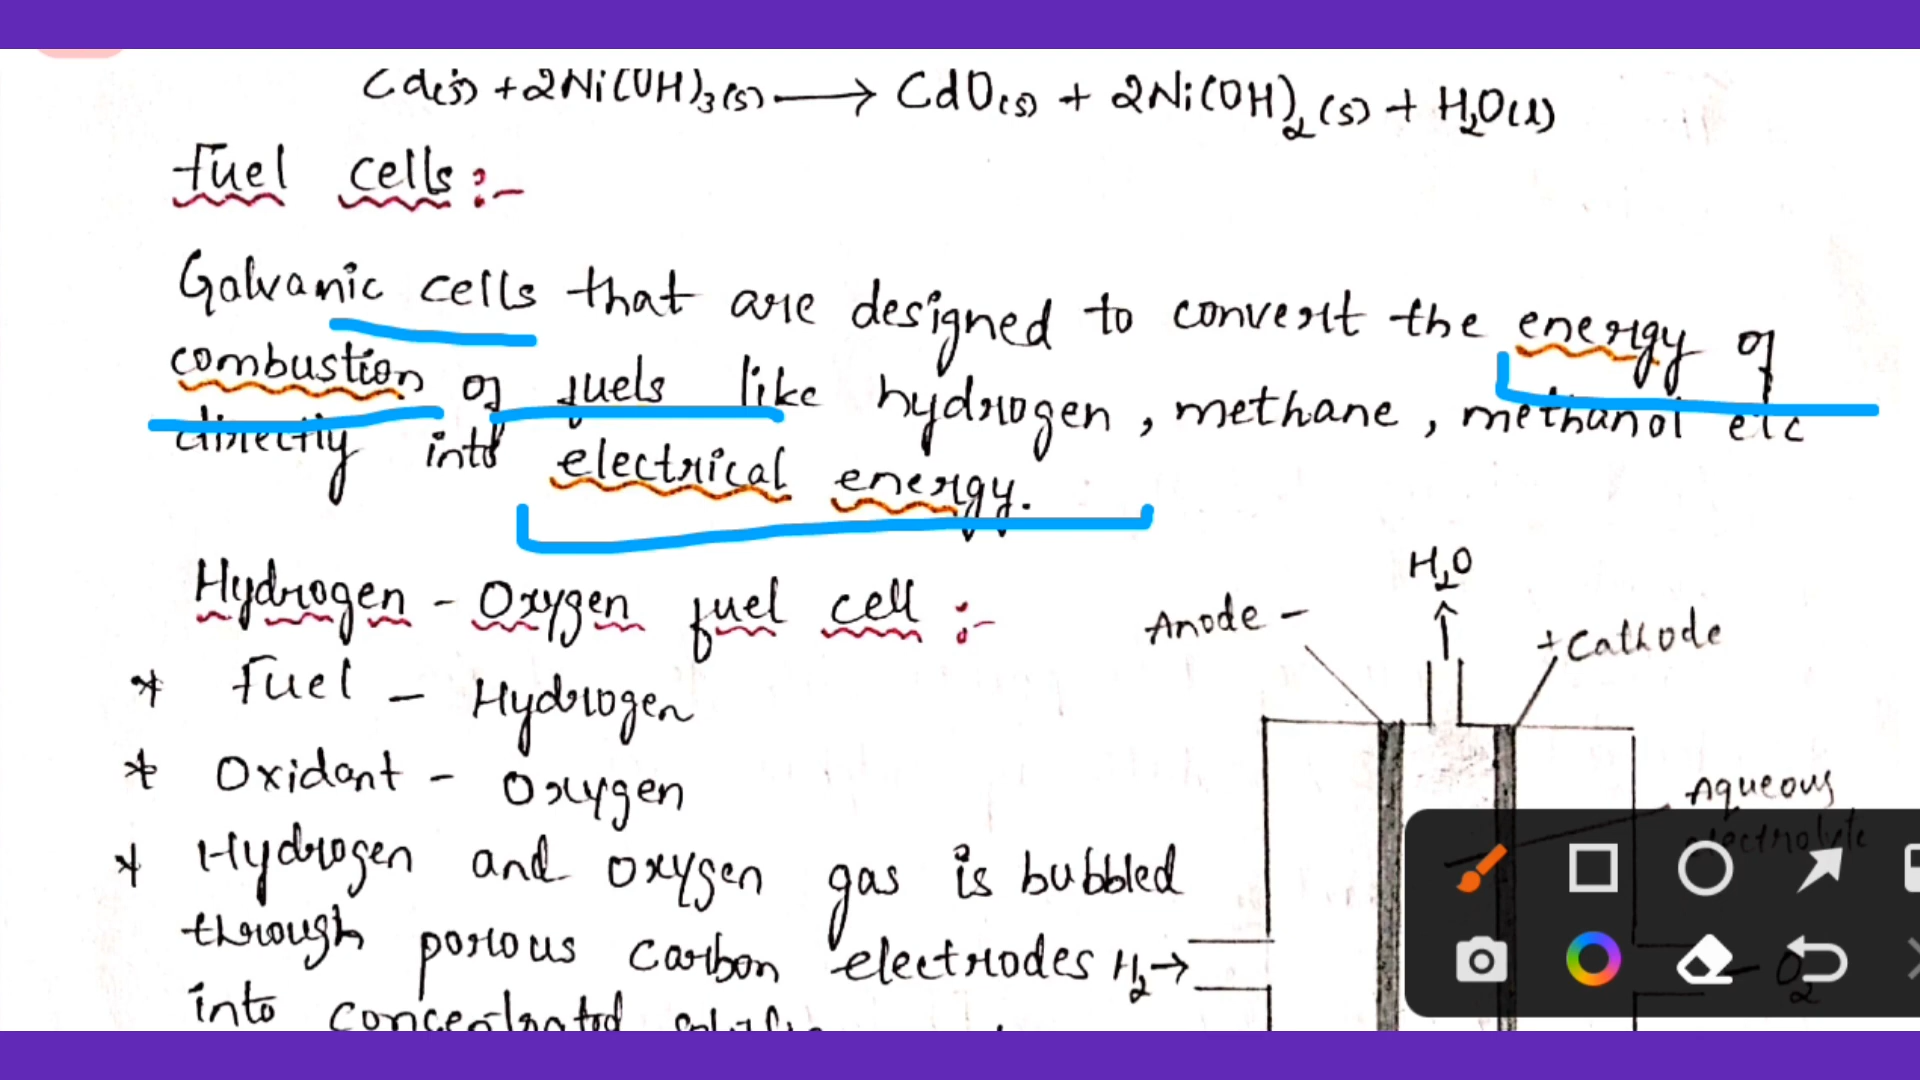 Cd(s) + 2Ni(OH)₃(s) ⟶ CdO(s) + 2Ni(OH)₂(s) + H₂O(l)
Fuel cells :-
Galvanic cells that are designed to convert the energy of
combustion of fuels like hydrogen, methane, methanol etc
directly into electrical energy.
Hydrogen - Oxygen fuel cell :-
* Fuel - Hydrogen
* Oxidant - Oxygen
* Hydrogen and oxygen gas is bubbled
through porous carbon electrodes
into concentrated
H₂O
Anode -
+ Cathode
Aqueous
electrolyte
H₂→
O₂